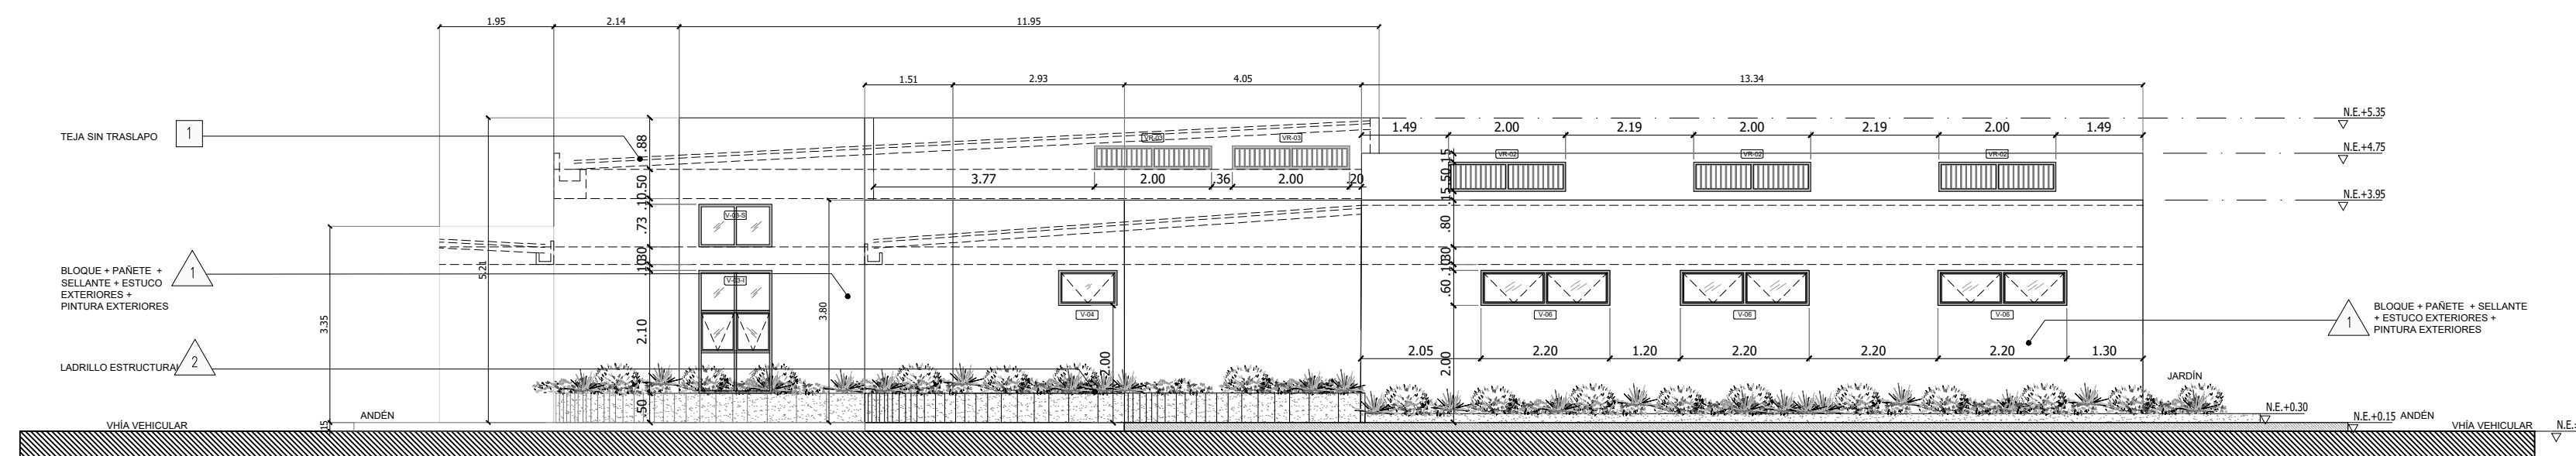 1.95
2.14
11.95
1.51
2.93
4.05
13.34
N.E.+5.35
TEJA SIN TRASLAPO
1
.88
VR-03
VR-03
1.49
2.00
2.19
2.00
2.19
2.00
1.49
N.E.+4.75
.15
VR-02
VR-02
VR-02
.50
3.77
2.00
.36
2.00
.20
.50
.15
N.E.+3.95
.10
V-03-S
.73
.80
.30
.10
.30
.10
5.21
BLOQUE + PAÑETE +
SELLANTE + ESTUCO
EXTERIORES +
PINTURA EXTERIORES
1
V-03-I
.60
3.35
2.10
3.80
V-04
V-06
V-06
V-06
1
BLOQUE + PAÑETE + SELLANTE
+ ESTUCO EXTERIORES +
PINTURA EXTERIORES
2.05
2.20
1.20
2.20
2.20
2.20
1.30
2.00
2.00
LADRILLO ESTRUCTURAL
2
JARDÍN
.50
ANDÉN
N.E.+0.30
N.E.+0.15
ANDÉN
.15
VHÍA VEHICULAR
VHÍA VEHICULAR